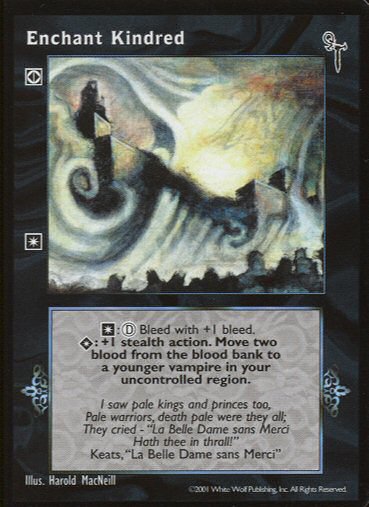 Enchant Kindred
: D Bleed with +1 bleed.
: +1 stealth action. Move two
blood from the blood bank to
a younger vampire in your
uncontrolled region.
I saw pale kings and princes too,
Pale warriors, death pale were they all;
They cried - "La Belle Dame sans Merci
Hath thee in thrall!"
Keats, "La Belle Dame sans Merci"
Illus. Harold MacNeill
©2001 White Wolf Publishing, Inc. All Rights Reserved.